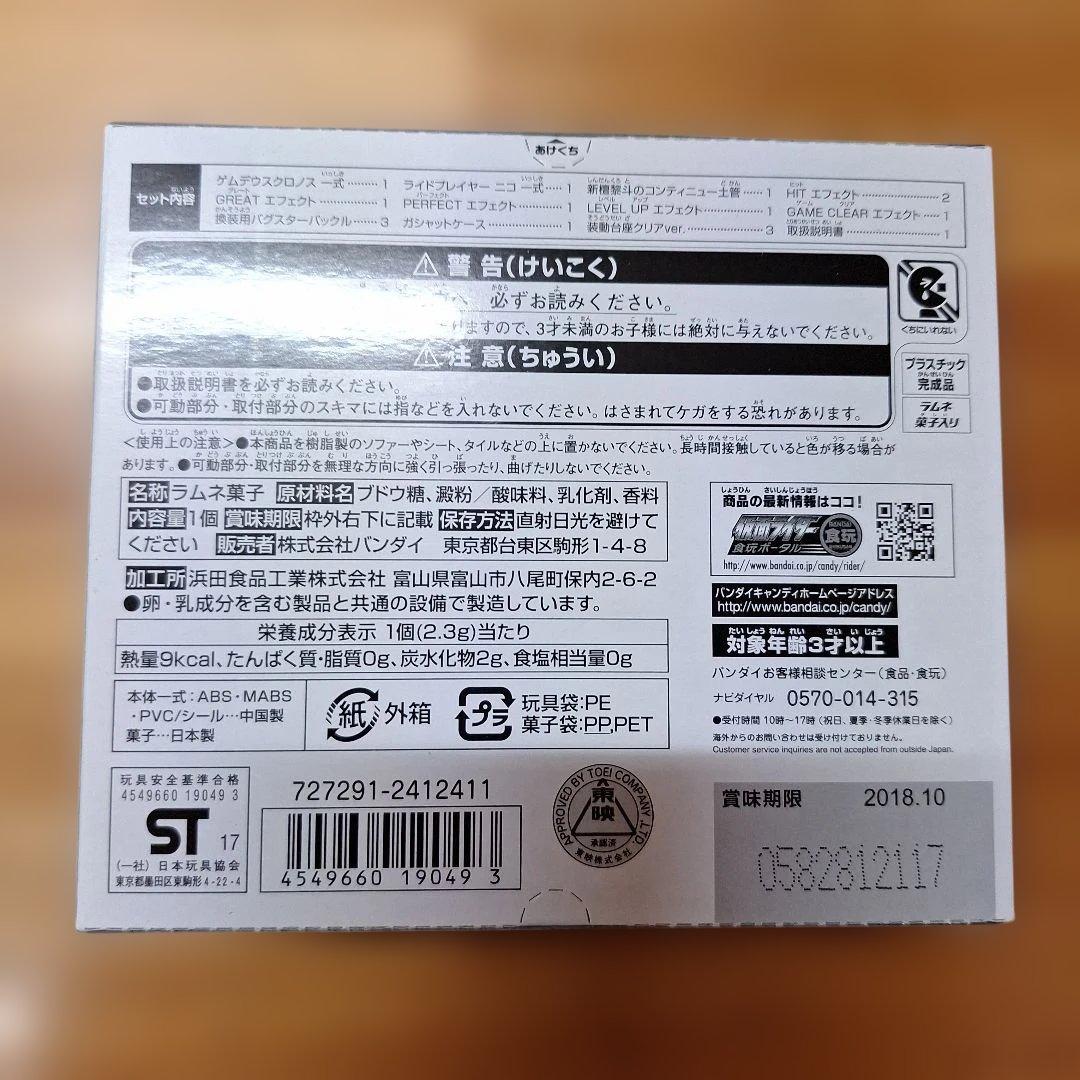 あけくち
セット内容
ゲムデウスクロノス 一式………1
ライドプレイヤー ニコ 一式…1
新檀黎斗のコンティニュー土管……1
HIT エフェクト………………2
GREAT エフェクト……………1
PERFECT エフェクト…………1
LEVEL UP エフェクト…………1
GAME CLEAR エフェクト……1
換装用バグスターバックル……3
ガシャットケース………………1
装動台座クリアver.……………3
取扱説明書………………………1
⚠ 警 告(けいこく)
必ずお読みください。
りますので、3才未満のお子様には絶対に与えないでください。
⚠ 注 意(ちゅうい)
●取扱説明書を必ずお読みください。
●可動部分・取付部分のスキマには指などを入れないでください。はさまれてケガをする恐れがあります。
くちにいれない
プラスチック
完成品
ラムネ
菓子入り
<使用上の注意>●本商品を樹脂製のソファーやシート、タイルなどの上に置かないでください。長時間接触していると色が移る場合が
あります。●可動部分・取付部分を無理な方向に強く引っ張ったり、曲げたりしないでください。
名称 ラムネ菓子 原材料名 ブドウ糖、澱粉／酸味料、乳化剤、香料
内容量 1個 賞味期限 枠外右下に記載 保存方法 直射日光を避けて
ください 販売者 株式会社バンダイ 東京都台東区駒形1-4-8
加工所 浜田食品工業株式会社 富山県富山市八尾町保内2-6-2
●卵・乳成分を含む製品と共通の設備で製造しています。
栄養成分表示 1個(2.3g)当たり
熱量9kcal、たんぱく質・脂質0g、炭水化物2g、食塩相当量0g
本体一式：ABS・MABS
・PVC/シール…中国製
菓子…日本製
紙 外箱
プラ
玩具袋：PE
菓子袋：PP,PET
商品の最新情報はココ！
仮面ライダー
食玩ポータル
BANDAI
食玩
http://www.bandai.co.jp/candy/rider/
バンダイキャンディホームページアドレス
http://www.bandai.co.jp/candy/
対象年齢3才以上
バンダイお客様相談センター(食品・食玩)
ナビダイヤル 0570-014-315
●受付時間 10時～17時 (祝日、夏季・冬季休業日を除く)
海外からのお問い合わせは受け付けておりません。
Customer service inquiries are not accepted from outside Japan.
玩具安全基準合格
4549660 19049 3
ST 17
(一社) 日本玩具協会
東京都墨田区東駒形4-22-4
727291-2412411
4549660 190493
APPROVED BY TOEI COMPANY ,LTD.
東映
承認済
東映株式会社
賞味期限 2018.10
0582812117